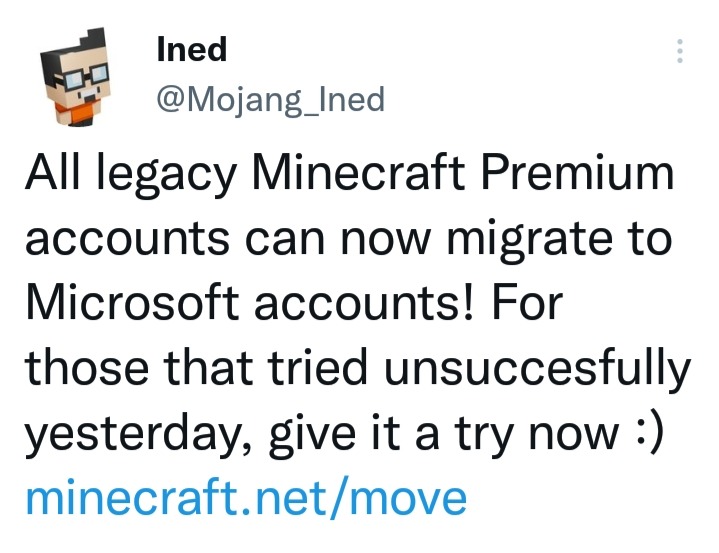 Ined
@Mojang_Ined
All legacy Minecraft Premium
accounts can now migrate to
Microsoft accounts! For
those that tried unsuccesfully
yesterday, give it a try now :)
minecraft.net/move